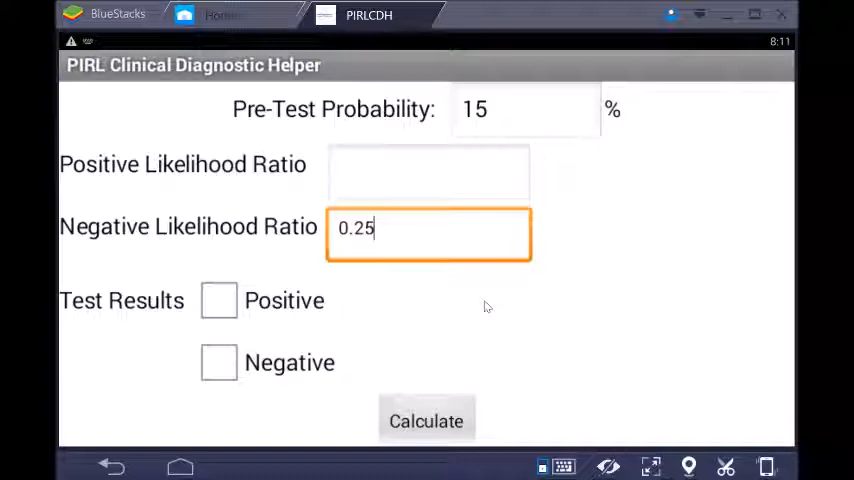 BlueStacks Home PIRLCDH
8:11
PIRL Clinical Diagnostic Helper
Pre-Test Probability: 15 %
Positive Likelihood Ratio
Negative Likelihood Ratio 0.25
Test Results Positive
Negative
Calculate